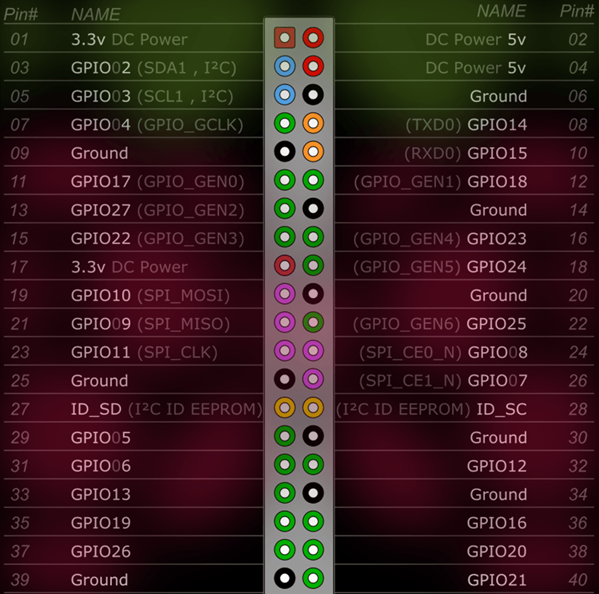 Pin# NAME NAME Pin#
01 3.3v DC Power DC Power 5v 02
03 GPIO02 (SDA1 , I²C) DC Power 5v 04
05 GPIO03 (SCL1 , I²C) Ground 06
07 GPIO04 (GPIO_GCLK) (TXD0) GPIO14 08
09 Ground (RXD0) GPIO15 10
11 GPIO17 (GPIO_GEN0) (GPIO_GEN1) GPIO18 12
13 GPIO27 (GPIO_GEN2) Ground 14
15 GPIO22 (GPIO_GEN3) (GPIO_GEN4) GPIO23 16
17 3.3v DC Power (GPIO_GEN5) GPIO24 18
19 GPIO10 (SPI_MOSI) Ground 20
21 GPIO09 (SPI_MISO) (GPIO_GEN6) GPIO25 22
23 GPIO11 (SPI_CLK) (SPI_CE0_N) GPIO08 24
25 Ground (SPI_CE1_N) GPIO07 26
27 ID_SD (I²C ID EEPROM) (I²C ID EEPROM) ID_SC 28
29 GPIO05 Ground 30
31 GPIO06 GPIO12 32
33 GPIO13 Ground 34
35 GPIO19 GPIO16 36
37 GPIO26 GPIO20 38
39 Ground GPIO21 40